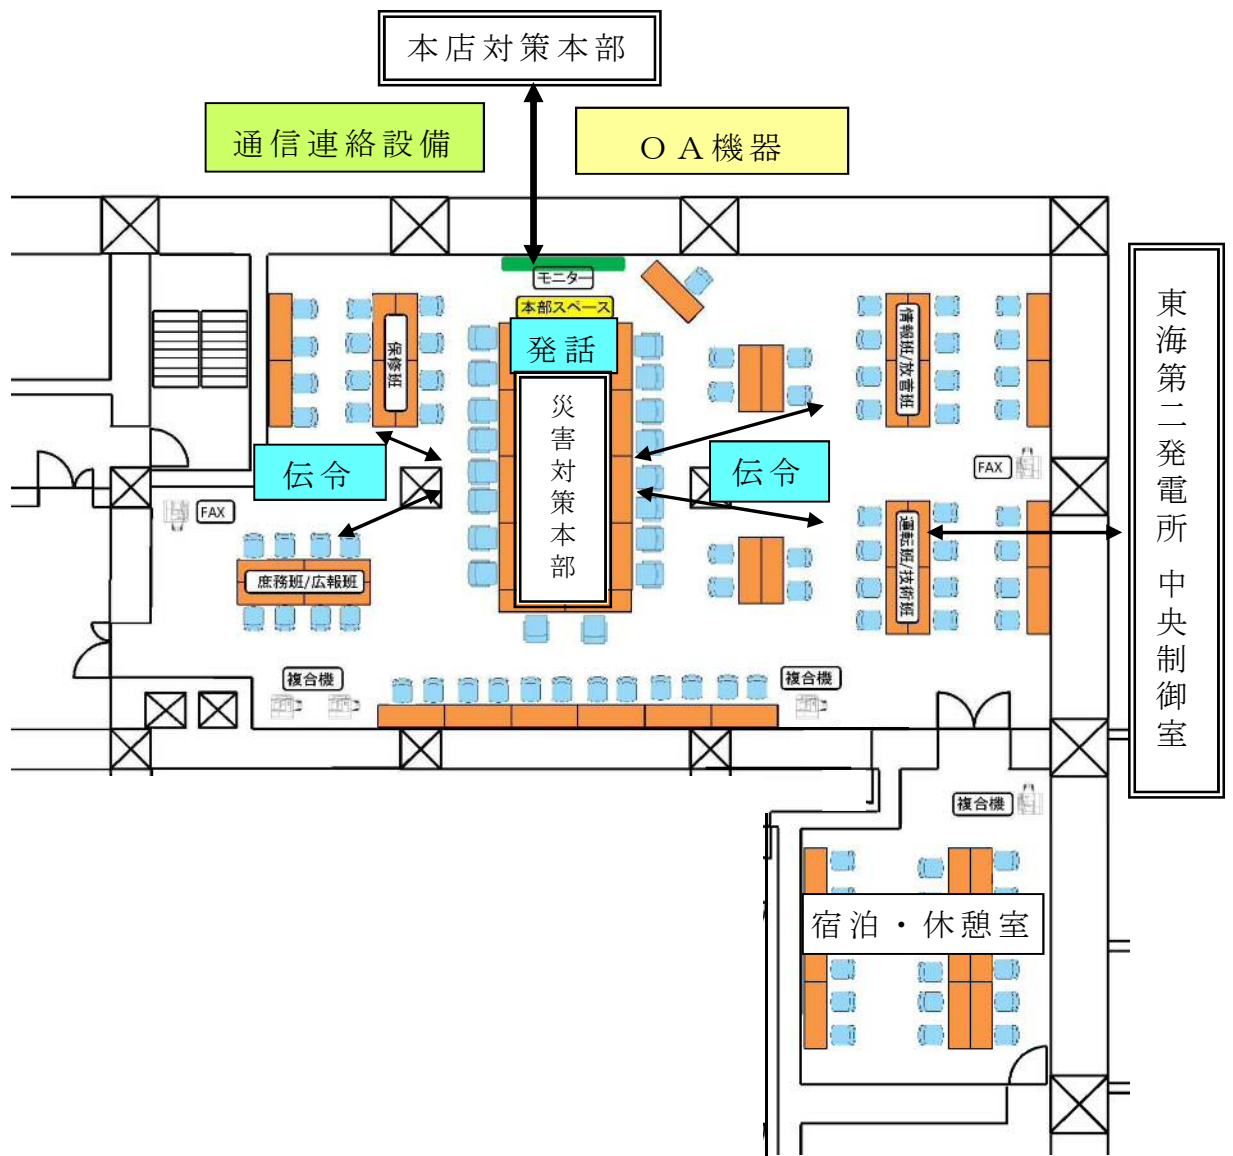 本店対策本部
通信連絡設備
OA機器
モニター
本部スペース
発話
災害対策本部
保修班
情報班/放管班
東海第二発電所 中央制御室
伝令
伝令
FAX
FAX
運転班/技術班
庶務班/広報班
複合機
複合機
複合機
宿泊・休憩室